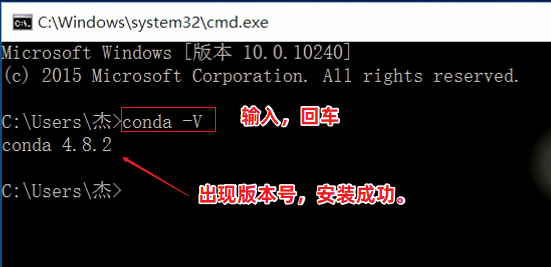 C:\Windows\system32\cmd.exe
Microsoft Windows [版本 10.0.10240]
(c) 2015 Microsoft Corporation. All rights reserved.
C:\Users\杰>conda -V 输入，回车
conda 4.8.2
C:\Users\杰>
出现版本号，安装成功。